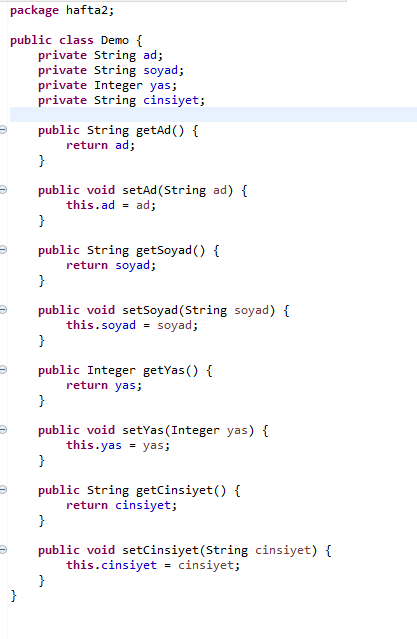 package hafta2;
public class Demo {
private String ad;
private String soyad;
private Integer yas;
private String cinsiyet;
public String getAd() {
return ad;
}
public void setAd(String ad) {
this.ad = ad;
}
public String getSoyad() {
return soyad;
}
public void setSoyad(String soyad) {
this.soyad = soyad;
}
public Integer getYas() {
return yas;
}
public void setYas(Integer yas) {
this.yas = yas;
}
public String getCinsiyet() {
return cinsiyet;
}
public void setCinsiyet(String cinsiyet) {
this.cinsiyet = cinsiyet;
}
}